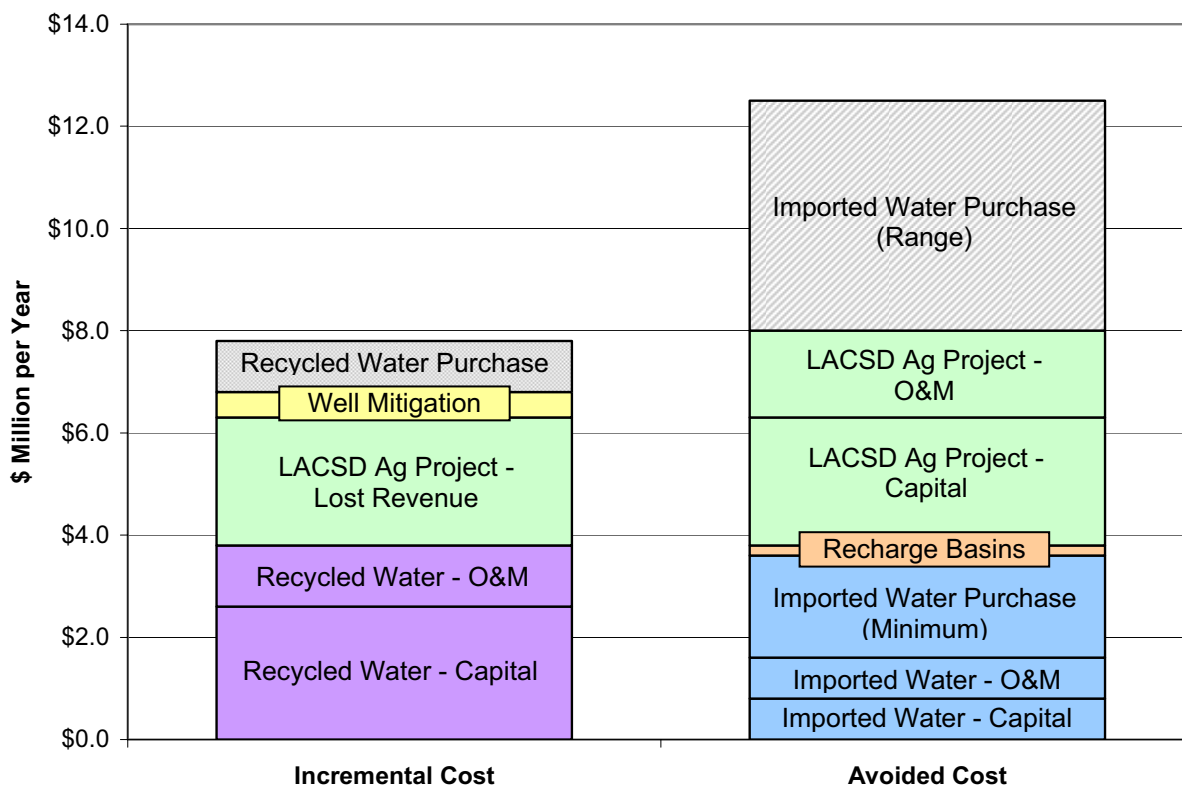 $14.0
$12.0
$10.0
$8.0
$6.0
$4.0
$2.0
$0.0
$ Million per Year
Recycled Water Purchase
Well Mitigation
LACSD Ag Project -
Lost Revenue
Recycled Water - O&M
Recycled Water - Capital
Imported Water Purchase
(Range)
LACSD Ag Project -
O&M
LACSD Ag Project -
Capital
Recharge Basins
Imported Water Purchase
(Minimum)
Imported Water - O&M
Imported Water - Capital
Incremental Cost
Avoided Cost